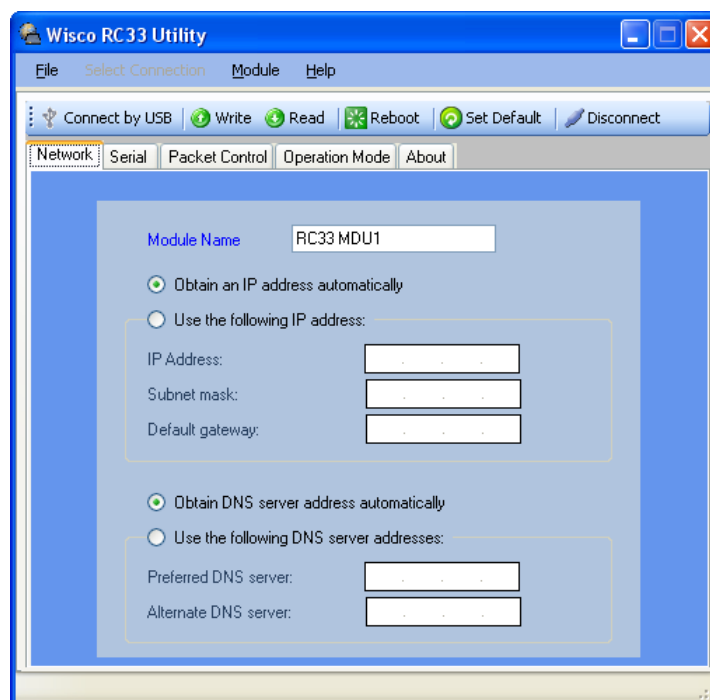 Wisco RC33 Utility
File Select Connection Module Help
Connect by USB Write Read Reboot Set Default Disconnect
Network Serial Packet Control Operation Mode About
Module Name RC33 MDU1
Obtain an IP address automatically
Use the following IP address:
IP Address:
Subnet mask:
Default gateway:
Obtain DNS server address automatically
Use the following DNS server addresses:
Preferred DNS server:
Alternate DNS server: